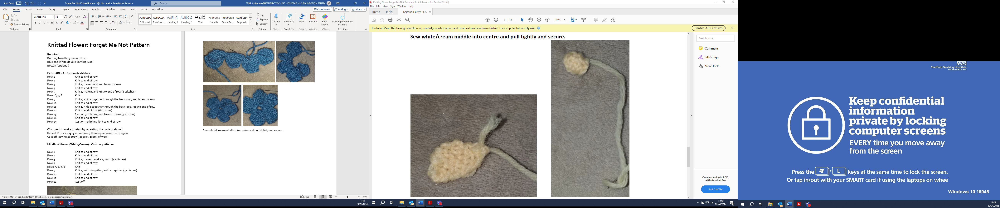 AutoSave Off Forget Me Not Knitted Pattern No Label • Saved to W: Drive Search EBBS, Katherine (SHEFFIELD TEACHING HOSPITALS NHS FOUNDATION TRUST)
File Home Insert Draw Design Layout References Mailings Review View Help RCM DocuSign Comments Editing Share
Paste Cut Copy Format Painter
Castledown 12
AaBbCcDc AaBbCcDc AaBbCc AaBbCcC AaB AaBbCcDc AaBbCcDc AaBbCcDc
¶ Normal ¶ No Spac... Heading 1 Heading 2 Title Subtitle Subtle Em... Emphasis
Find Replace Select
Dictate Sensitivity Editor Add-ins Build Report Meeting Documents Manager
Clipboard Font Paragraph Styles Editing Voice Sensitivity Editor Add-ins InPhase Decisions
Knitted Flower: Forget Me Not Pattern
Required:
Knitting Needles 3mm or No 11
Blue and White double knitting wool
Button (optional)
Petals (Blue) – Cast on 6 stitches
Row 1 Knit to end of row
Row 2 Knit to end of row
Row 3 Knit 1, make 1 and knit to end of row
Row 4 Knit to end of row
Row 5 Knit 1, make 1 and knit to end of row (8 stitches)
Rows 6, 7, 8 Knit
Row 9 Knit 1, Knit 2 together through the back loop, knit to end of row
Row 10 Knit to end of row
Row 11 Knit 1, Knit 2 together through the back loop, knit to end of row
Row 12 Knit to end of row (6 stitches)
Row 13 Cast off 3 stitches, knit to end of row (3 stitches)
Row 14 Knit to end of row
Row 15 Cast on 3 stitches, knit to end of row
(You need to make 5 petals by repeating the pattern above)
Repeat Rows 2 – 15, 3 more times, then repeat rows 2 – 14 again.
Cast off leaving about 7" (approx. 18cm) of wool.
Middle of flower (White/Cream) - Cast on 3 stitches
Row 1 Knit to end of row
Row 2 Knit to end of row
Row 3 Knit 1, make 1, make 1, knit 1 (5 stitches)
Row 4 Knit to end of row
Rows 5, 6, 7, 8 Knit
Row 9 Knit 1, knit 2 together, knit 2 together (3 stitches)
Row 10 Knit to end of row
Row 11 Knit to end of row
Row 12 Cast off
Sew white/cream middle into centre and pull tightly and secure.
"Forget Me Not Crochet Pattern": 806 characters (an approximate value). Focus 100%
11:48
29/04/2024
Knitting Flower Forget Me Not Pattern.pdf - Adobe Acrobat Reader (32-bit)
File Edit View Sign Window Help
Home Tools Knitting Flower For... ×
3 / 3 180%
Protected View: This file originated from a potentially unsafe location, and most features have been disabled to avoid potential security risks. Enable All Features
Sew white/cream middle into centre and pull tightly and secure.
Search tools
Comment
Fill & Sign
More Tools
Convert and edit PDFs
with Acrobat Pro
Start Free Trial
11:48
29/04/2024
NHS
Sheffield Teaching Hospitals
NHS Foundation Trust
Keep confidential
information
private by locking
computer screens
EVERY time you move away
from the screen
Press the + L keys at the same time to lock the screen.
Or tap in/out with your SMART card if using the laptops on whee
Windows 10 19045
11:48
29/04/2024